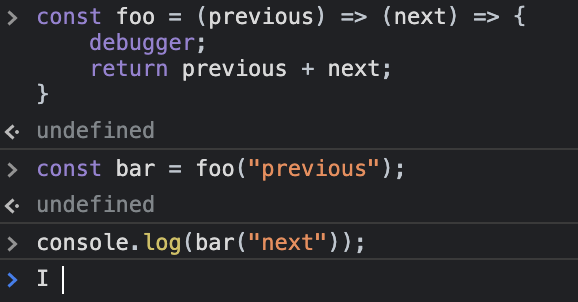 const foo = (previous) => (next) => {
debugger;
return previous + next;
}
undefined
const bar = foo("previous");
undefined
console.log(bar("next"));
I